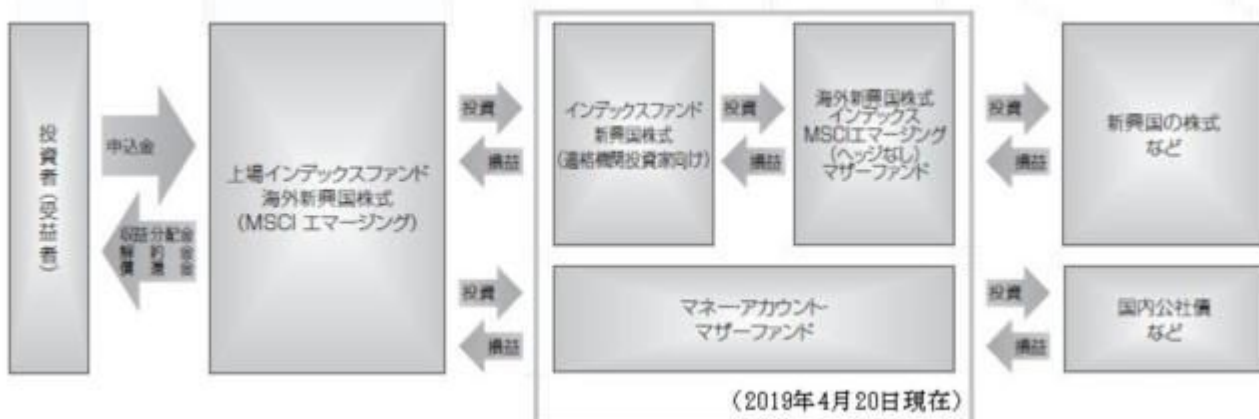 投資者(受益者)
申込金
収益分配金
解約金
償還金
上場インデックスファンド
海外新興国株式
(MSCI エマージング)
投資
損益
インデックスファンド
新興国株式
(適格機関投資家向け)
投資
損益
海外新興国株式
インデックス
MSCIエマージング
(ヘッジなし)
マザーファンド
投資
損益
新興国の株式
など
投資
損益
マネー・アカウント・
マザーファンド
投資
損益
国内公社債
など
(2019年4月20日現在)